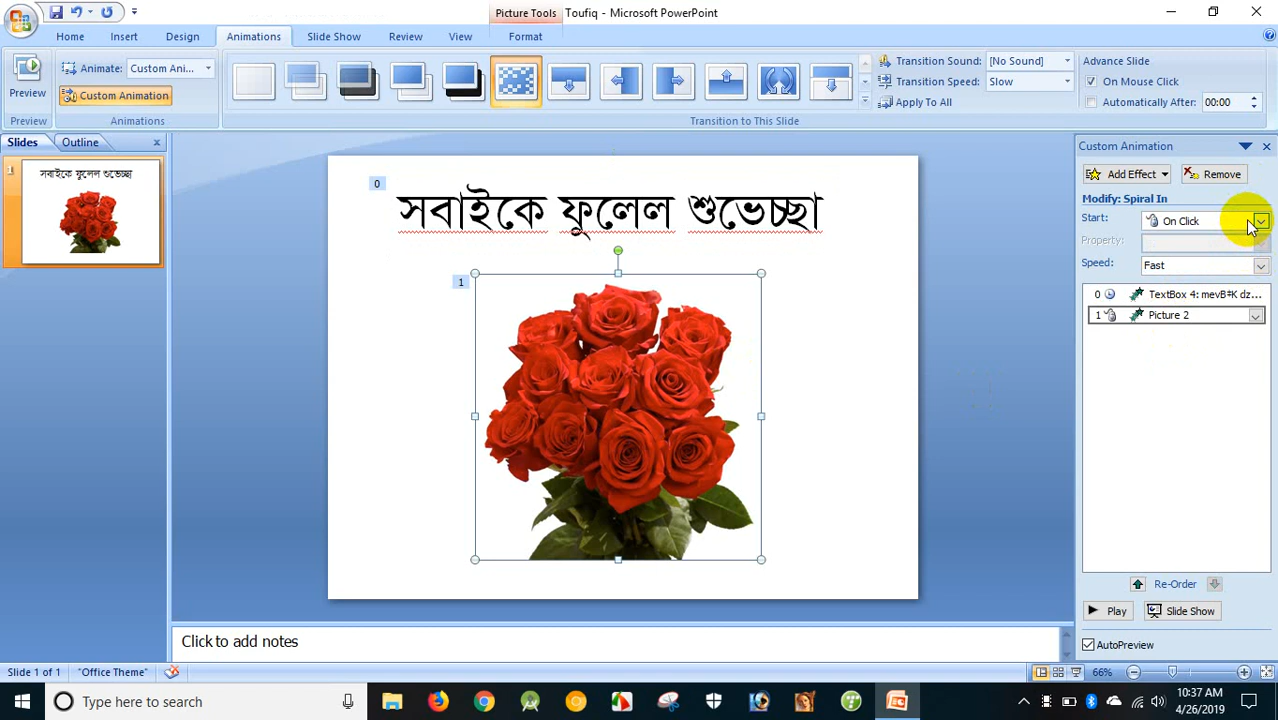 Picture Tools
Toufiq - Microsoft PowerPoint
Home
Insert
Design
Animations
Slide Show
Review
View
Format
Preview
Animate:
Custom Ani...
Custom Animation
Transition Sound:
[No Sound]
Transition Speed:
Slow
Apply To All
Advance Slide
On Mouse Click
Automatically After:
00:00
Preview
Animations
Transition to This Slide
Slides
Outline
1
সবাইকে ফুলেল শুভেচ্ছা
0
সবাইকে ফুলেল শুভেচ্ছা
1
Custom Animation
Add Effect
Remove
Modify: Spiral In
Start:
On Click
Property:
Speed:
Fast
0
TextBox 4: mevB‡K dz...
1
Picture 2
Re-Order
Play
Slide Show
AutoPreview
Click to add notes
Slide 1 of 1
"Office Theme"
66%
Type here to search
10:37 AM
4/26/2019